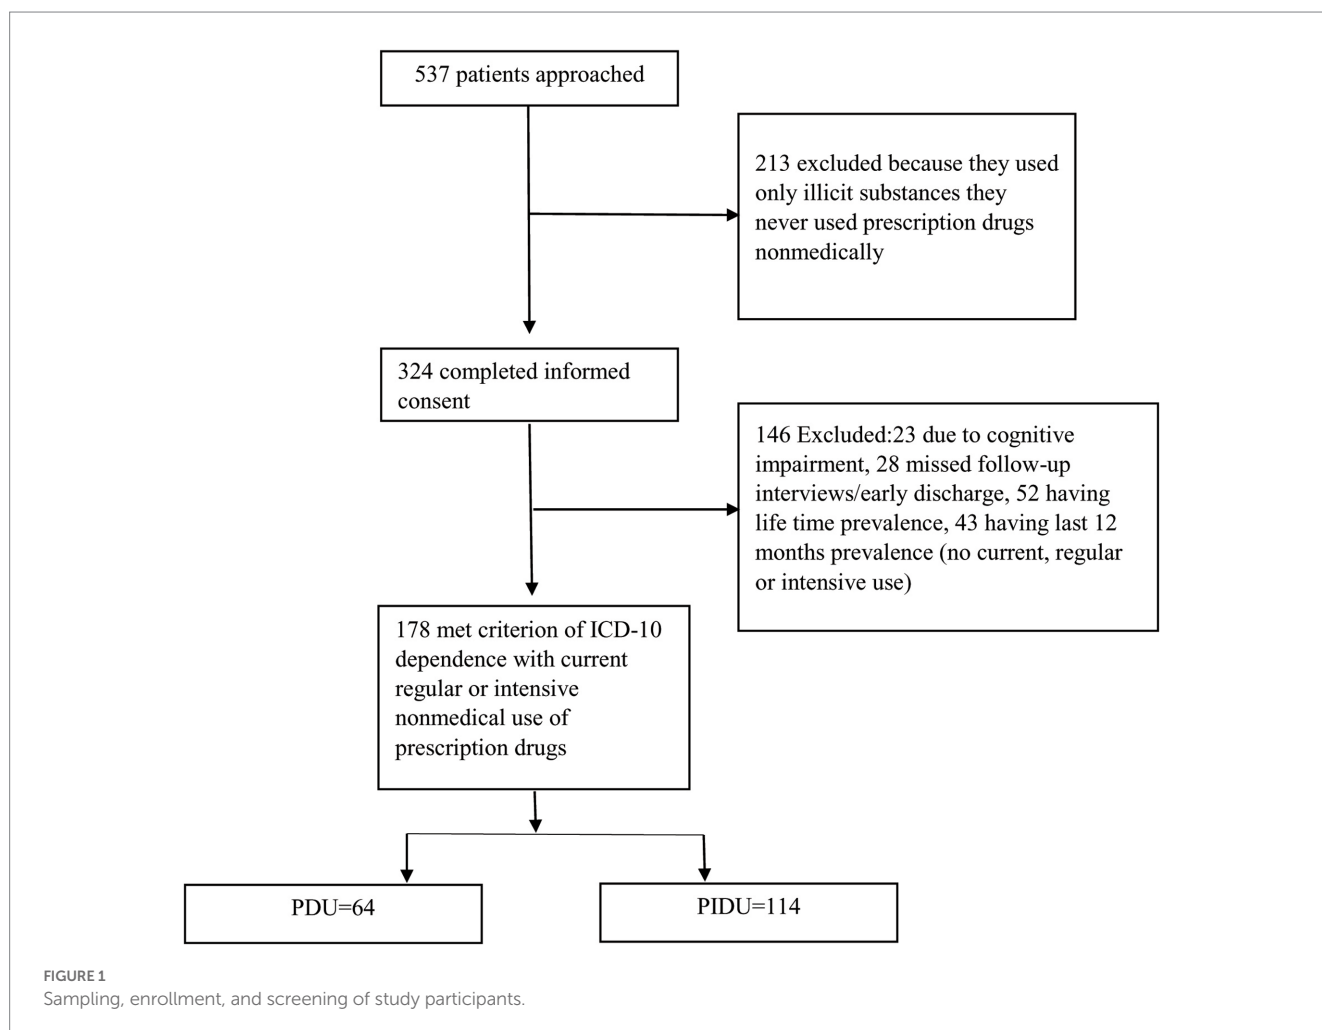 537 patients approached
213 excluded because they used
only illicit substances they
never used prescription drugs
nonmedically
324 completed informed
consent
146 Excluded:23 due to cognitive
impairment, 28 missed follow-up
interviews/early discharge, 52 having
life time prevalence, 43 having last 12
months prevalence (no current, regular
or intensive use)
178 met criterion of ICD-10
dependence with current
regular or intensive
nonmedical use of
prescription drugs
PDU=64
PIDU=114
FIGURE 1
Sampling, enrollment, and screening of study participants.